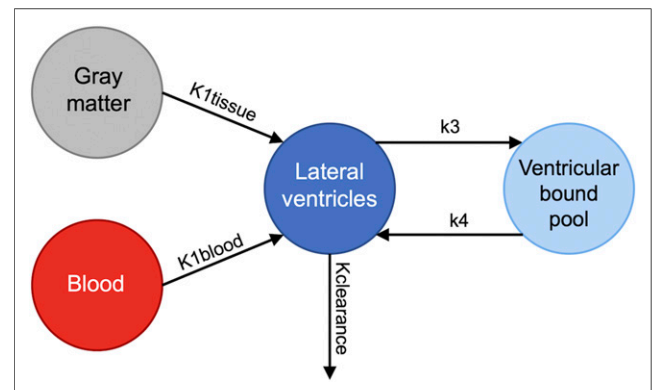 Gray
matter
K1tissue
Lateral
ventricles
k3
k4
Ventricular
bound
pool
Blood
K1blood
Kclearance